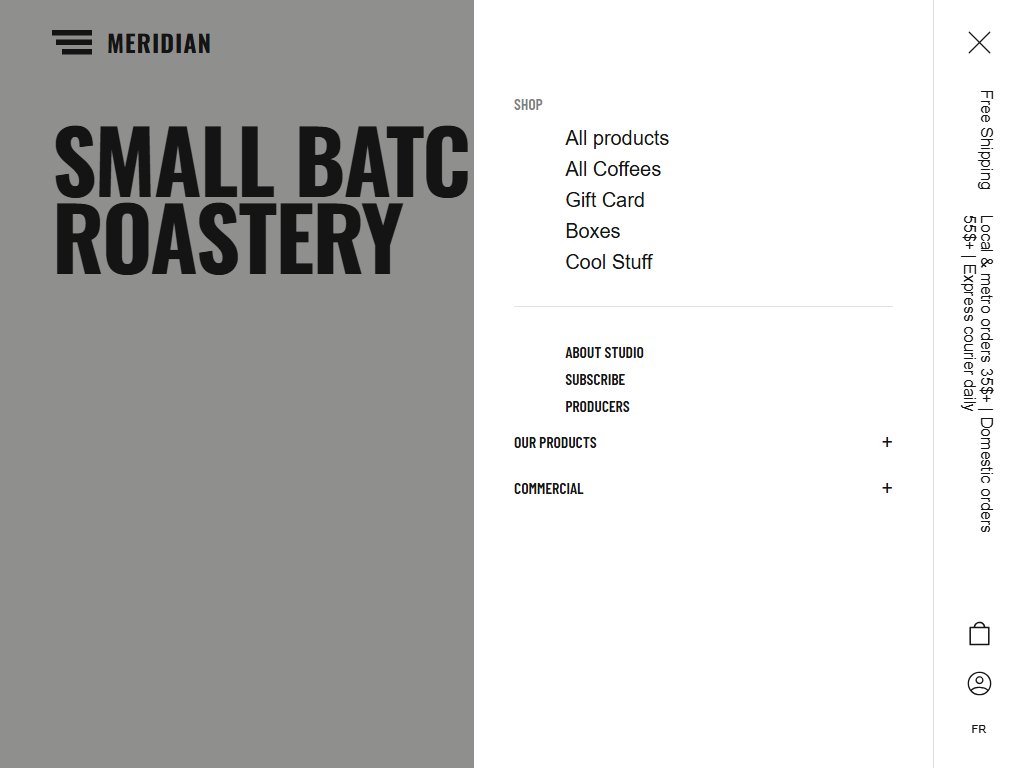 MERIDIAN
SMALL BATC
ROASTERY
SHOP
All products
All Coffees
Gift Card
Boxes
Cool Stuff
ABOUT STUDIO
SUBSCRIBE
PRODUCERS
OUR PRODUCTS +
COMMERCIAL +
Free Shipping
Local & metro orders 35$+ | Domestic orders
55$+ | Express courier daily
FR